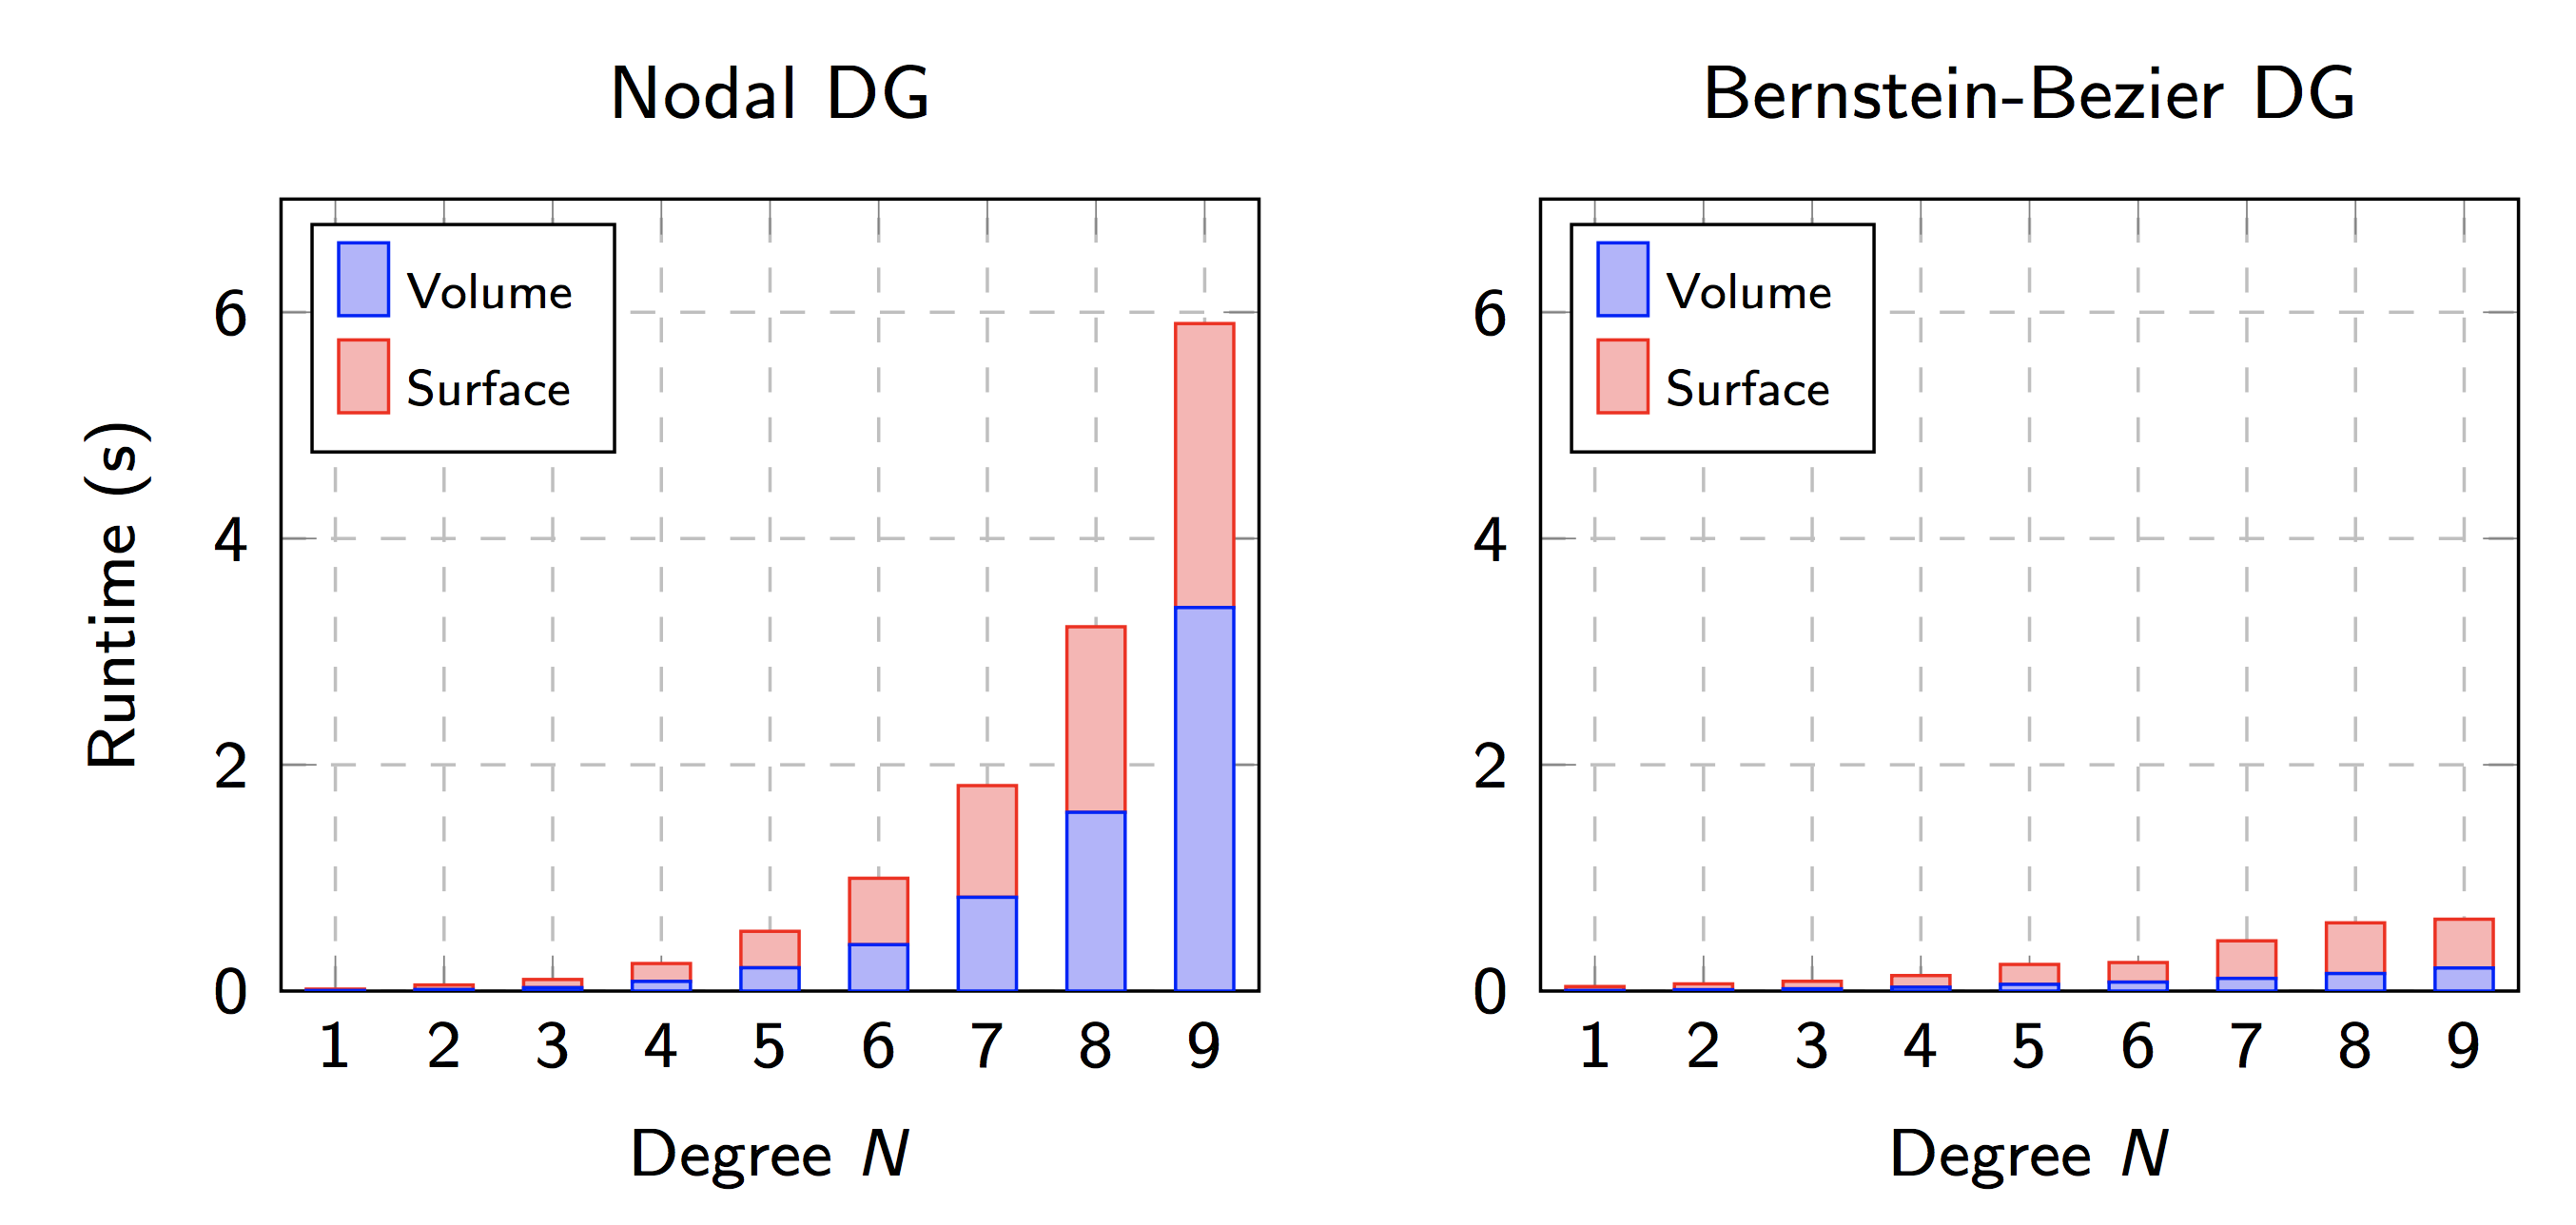 Nodal DG
Volume
Surface
Runtime (s)
6
4
2
0
1 2 3 4 5 6 7 8 9
Degree N
Bernstein-Bezier DG
Volume
Surface
6
4
2
0
1 2 3 4 5 6 7 8 9
Degree N